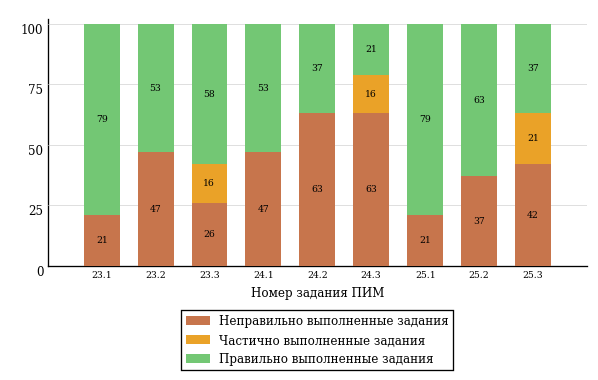 100
75
50
25
0
79 53 58 53 37 21 79 63 37
16 16 21
21 47 26 47 63 63 21 37 42
23.1 23.2 23.3 24.1 24.2 24.3 25.1 25.2 25.3
Номер задания ПИМ
Неправильно выполненные задания
Частично выполненные задания
Правильно выполненные задания